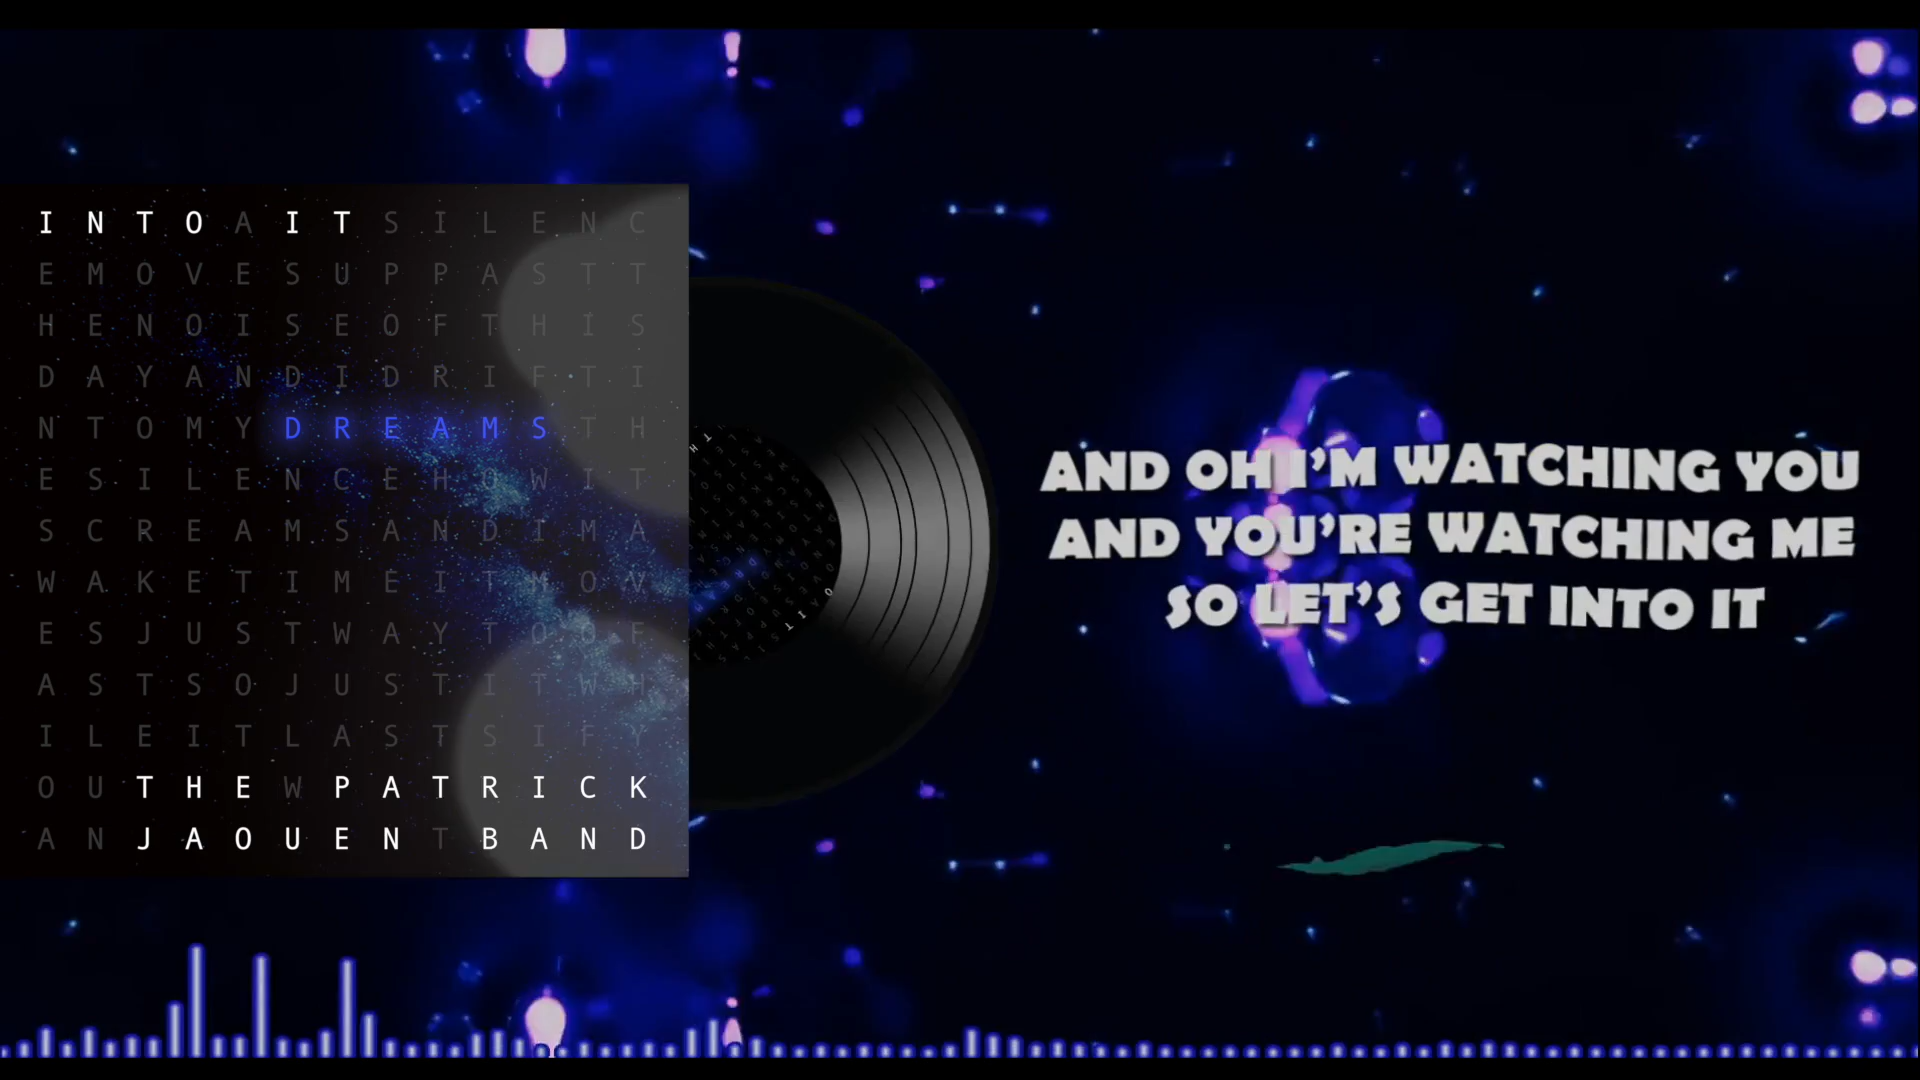 I N T O A I T S I L E N C
E M O V E S U P P A S T T
H E N O I S E O F T H I S
D A Y A N D I D R I F T I
N T O M Y D R E A M S T H
E S I L E N C E H O W I T
S C R E A M S A N D I M A
W A K E T I M E I T M O V
E S J U S T W A Y T O O F
A S T S O J U S T I T W H
I L E I T L A S T S I F Y
O U T H E W P A T R I C K
A N J A O U E N T B A N D
AND OH I'M WATCHING YOU
AND YOU'RE WATCHING ME
SO LET'S GET INTO IT